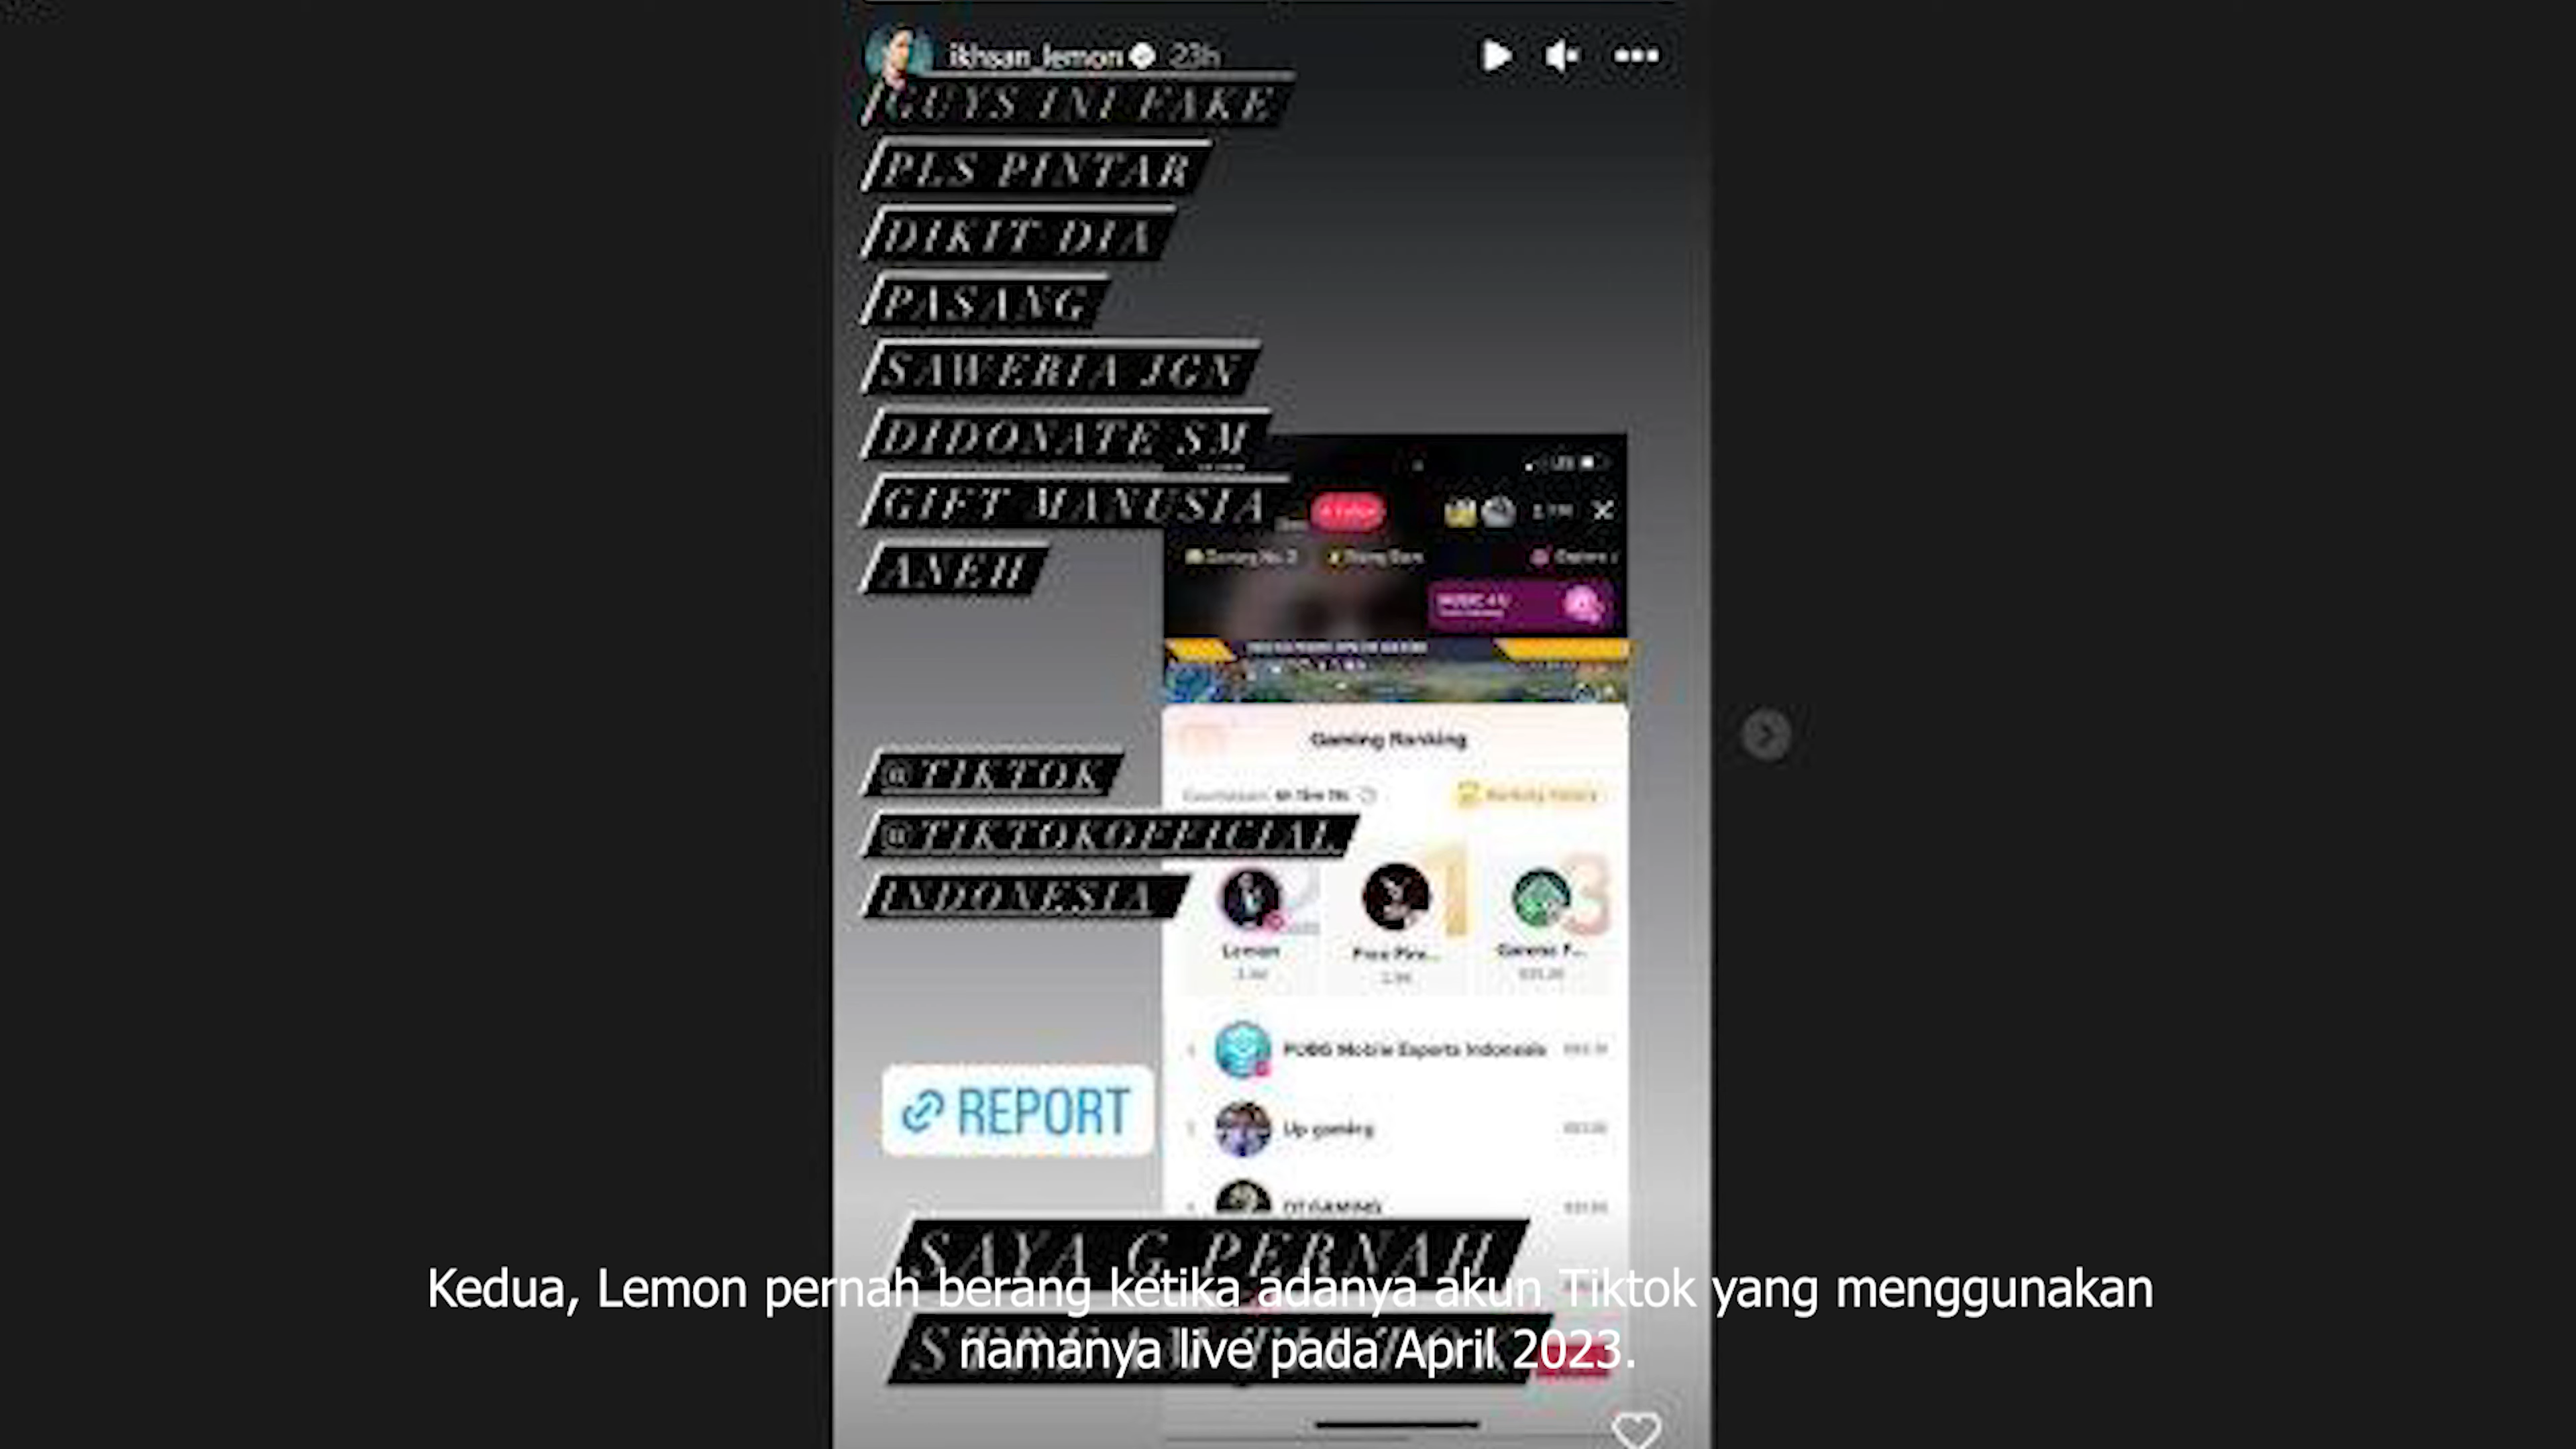 ikhsan_lemon 23h
GUYS INI FAKE
PLS PINTAR
DIKIT DIA
PASANG
SAWERIA JGN
DIDONATE SM
GIFT MANUSIA
ANEH
Gaming Ranking
@TIKTOK
@TIKTOKOFFICIAL
INDONESIA
1
3
Lemon
Free Fire...
Garena F...
PUBG Mobile Esports Indonesia
REPORT
Up gaming
SAYA G PERNAH
Kedua, Lemon pernah berang ketika adanya akun Tiktok yang menggunakan
namanya live pada April 2023.